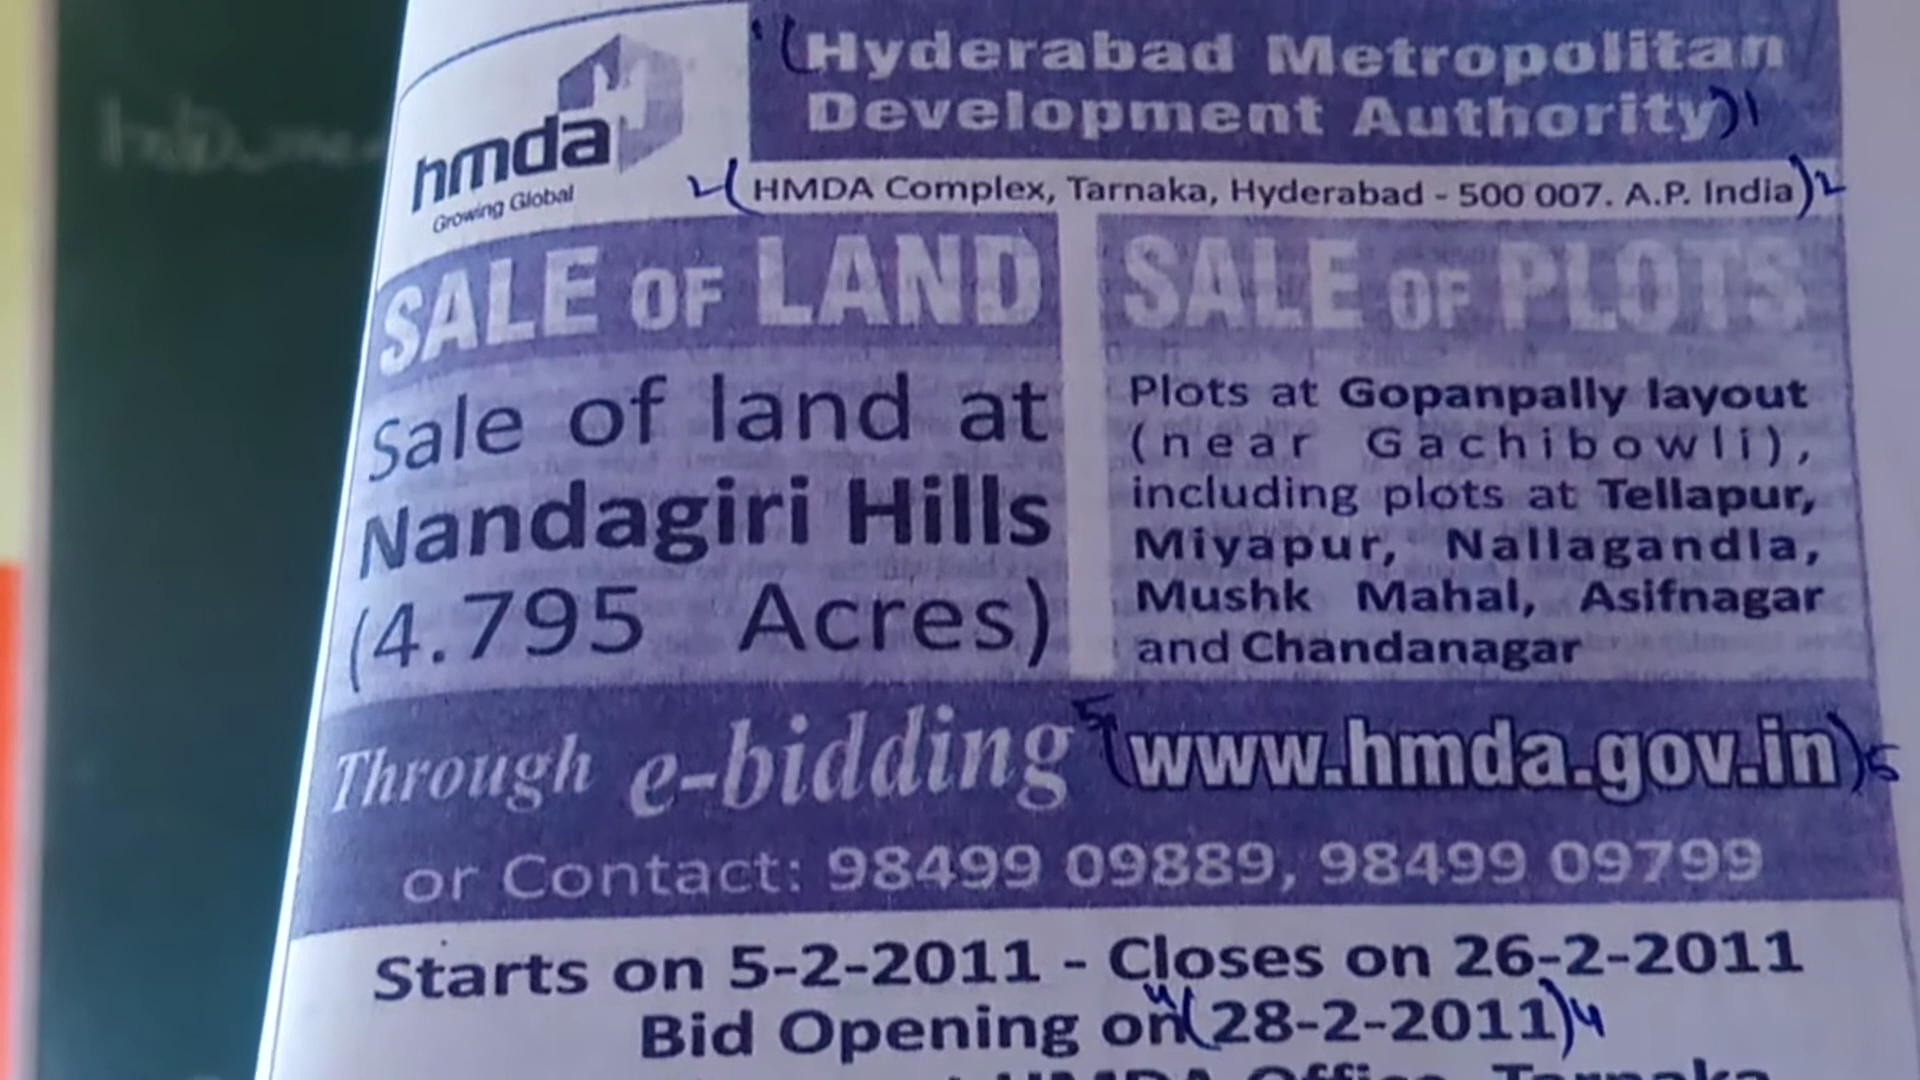 Hyderabad Metropolitan
Development Authority
hmda
Growing Global
HMDA Complex, Tarnaka, Hyderabad - 500 007. A.P. India
SALE OF LAND
Sale of land at
Nandagiri Hills
(4.795 Acres)
SALE OF PLOTS
Plots at Gopanpally layout
(near Gachibowli),
including plots at Tellapur,
Miyapur, Nallagandla,
Mushk Mahal, Asifnagar
and Chandanagar
Through e-bidding www.hmda.gov.in
or Contact: 98499 09889, 98499 09799
Starts on 5-2-2011 - Closes on 26-2-2011
Bid Opening on 28-2-2011
HMDA Office, Tarnaka